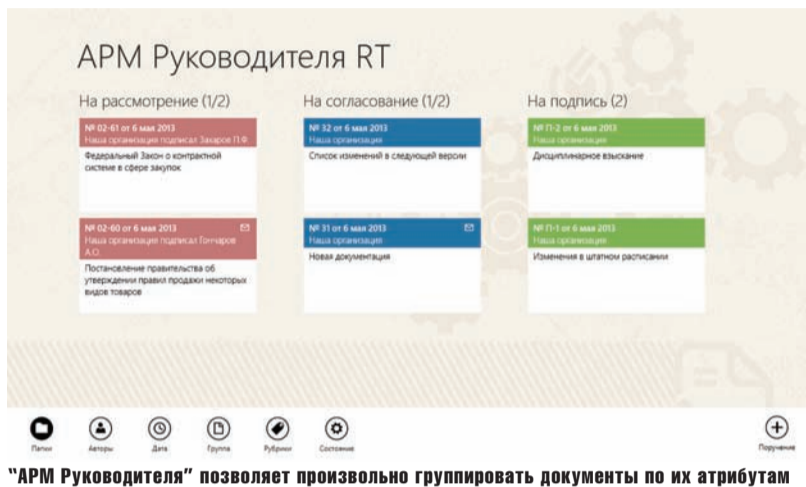 АРМ Руководителя RT
На рассмотрение (1/2)
№ 02-61 от 6 мая 2013
Наша организация подписал Захаров П.Ф.
Федеральный Закон о контрактной
системе в сфере закупок
№ 02-60 от 6 мая 2013
Наша организация подписал Гончаров
А.О.
Постановление правительства об
утверждении правил продажи некоторых
видов товаров
На согласование (1/2)
№ 32 от 6 мая 2013
Наша организация
Список изменений в следующей версии
№ 31 от 6 мая 2013
Наша организация
Новая документация
На подпись (2)
№ П-2 от 6 мая 2013
Наша организация
Дисциплинарное взыскание
№ П-1 от 6 мая 2013
Наша организация
Изменения в штатном расписании
Папки
Авторы
Дата
Группа
Рубрики
Состояние
Поручение
“АРМ Руководителя” позволяет произвольно группировать документы по их атрибутам